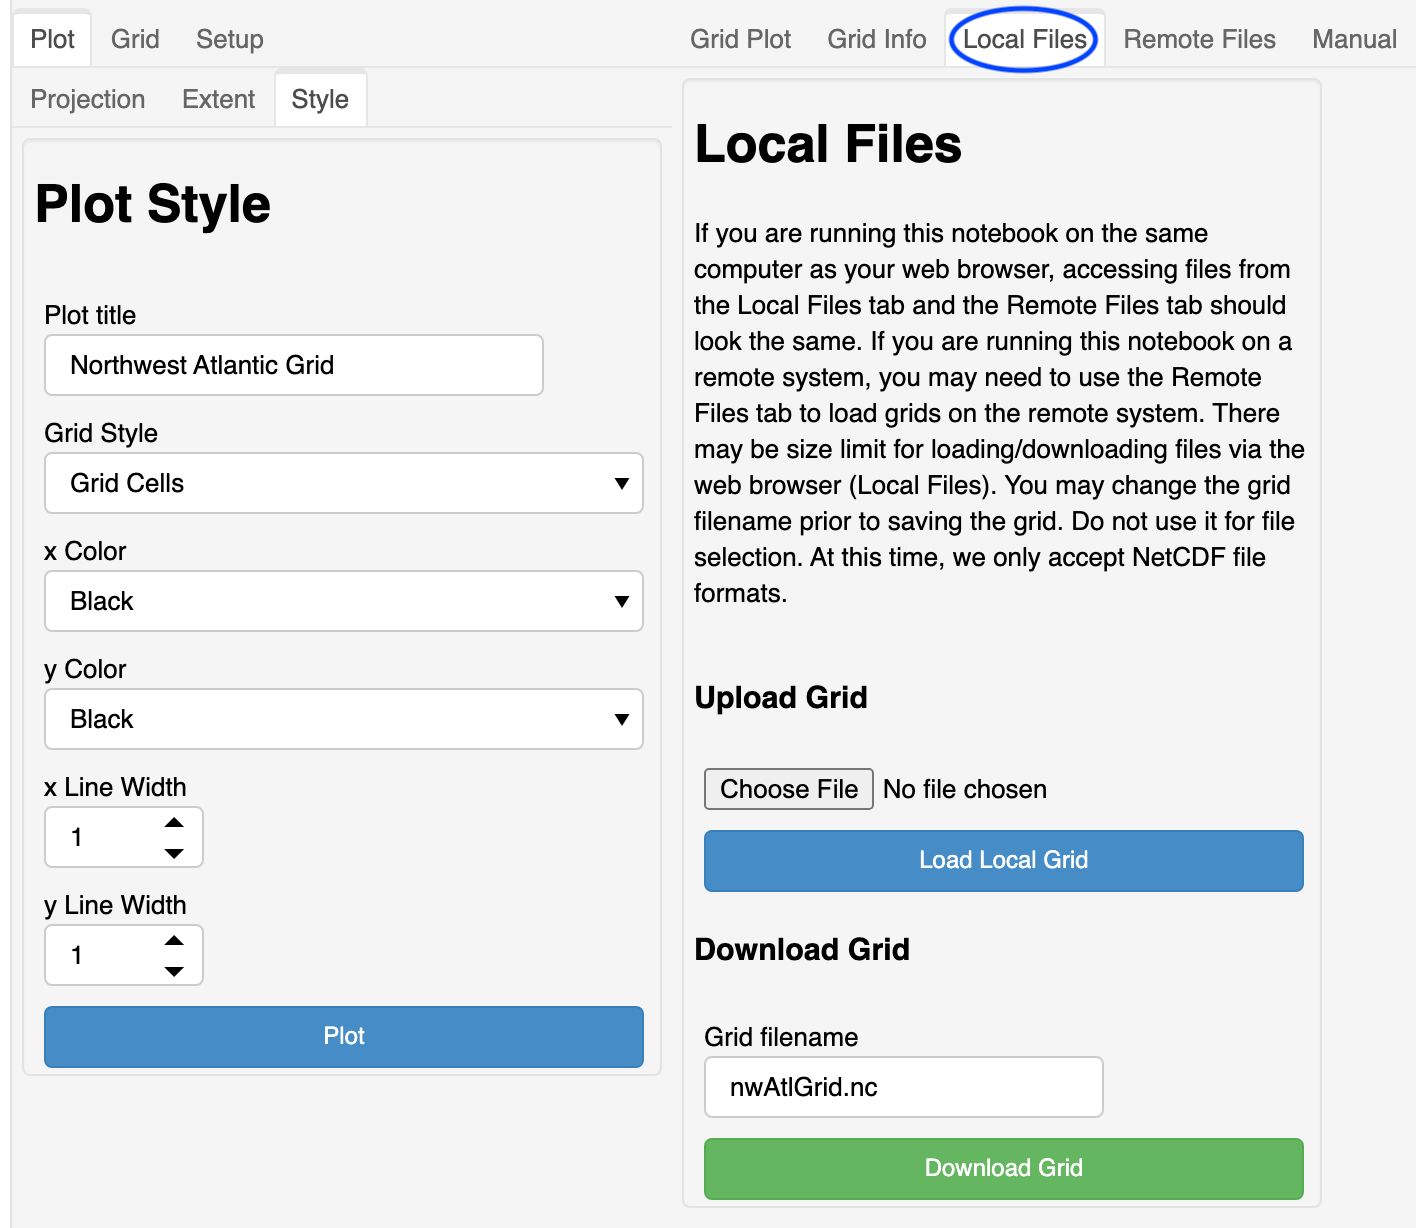 Plot Grid Setup
Projection Extent Style
Plot Style
Plot title
Northwest Atlantic Grid
Grid Style
Grid Cells
x Color
Black
y Color
Black
x Line Width
1
y Line Width
1
Plot
Grid Plot Grid Info Local Files Remote Files Manual
Local Files
If you are running this notebook on the same
computer as your web browser, accessing files from
the Local Files tab and the Remote Files tab should
look the same. If you are running this notebook on a
remote system, you may need to use the Remote
Files tab to load grids on the remote system. There
may be size limit for loading/downloading files via the
web browser (Local Files). You may change the grid
filename prior to saving the grid. Do not use it for file
selection. At this time, we only accept NetCDF file
formats.
Upload Grid
Choose File No file chosen
Load Local Grid
Download Grid
Grid filename
nwAtlGrid.nc
Download Grid